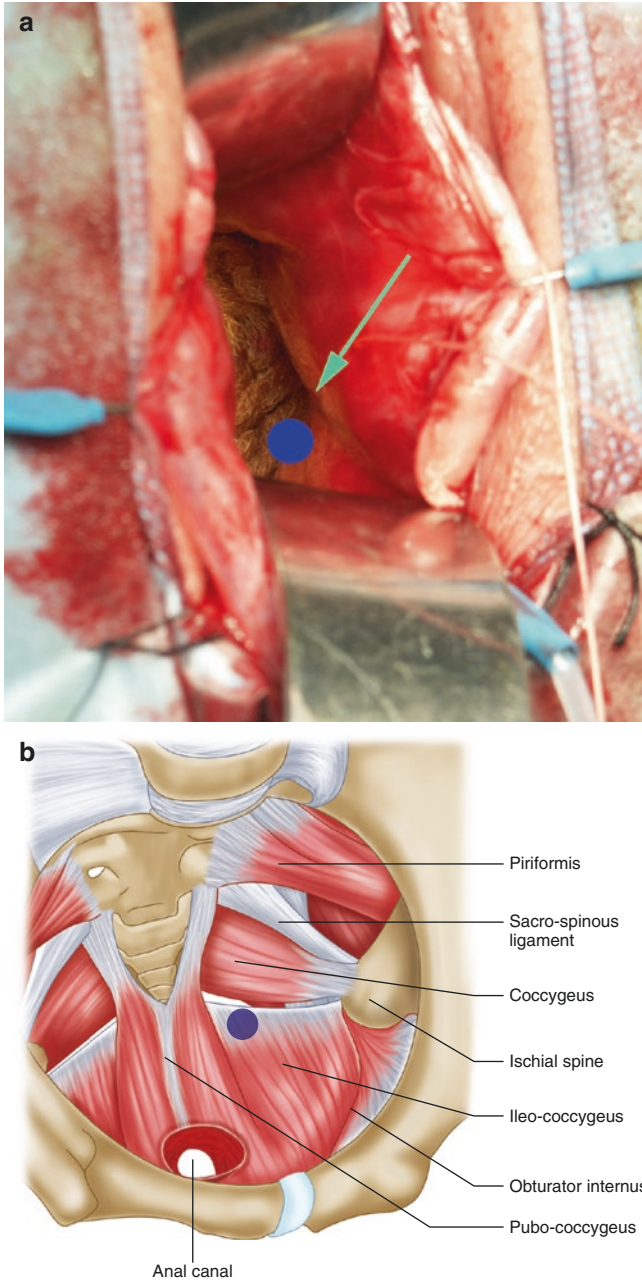 a
b
Piriformis
Sacro-spinous
ligament
Coccygeus
Ischial spine
Ileo-coccygeus
Obturator internus
Pubo-coccygeus
Anal canal